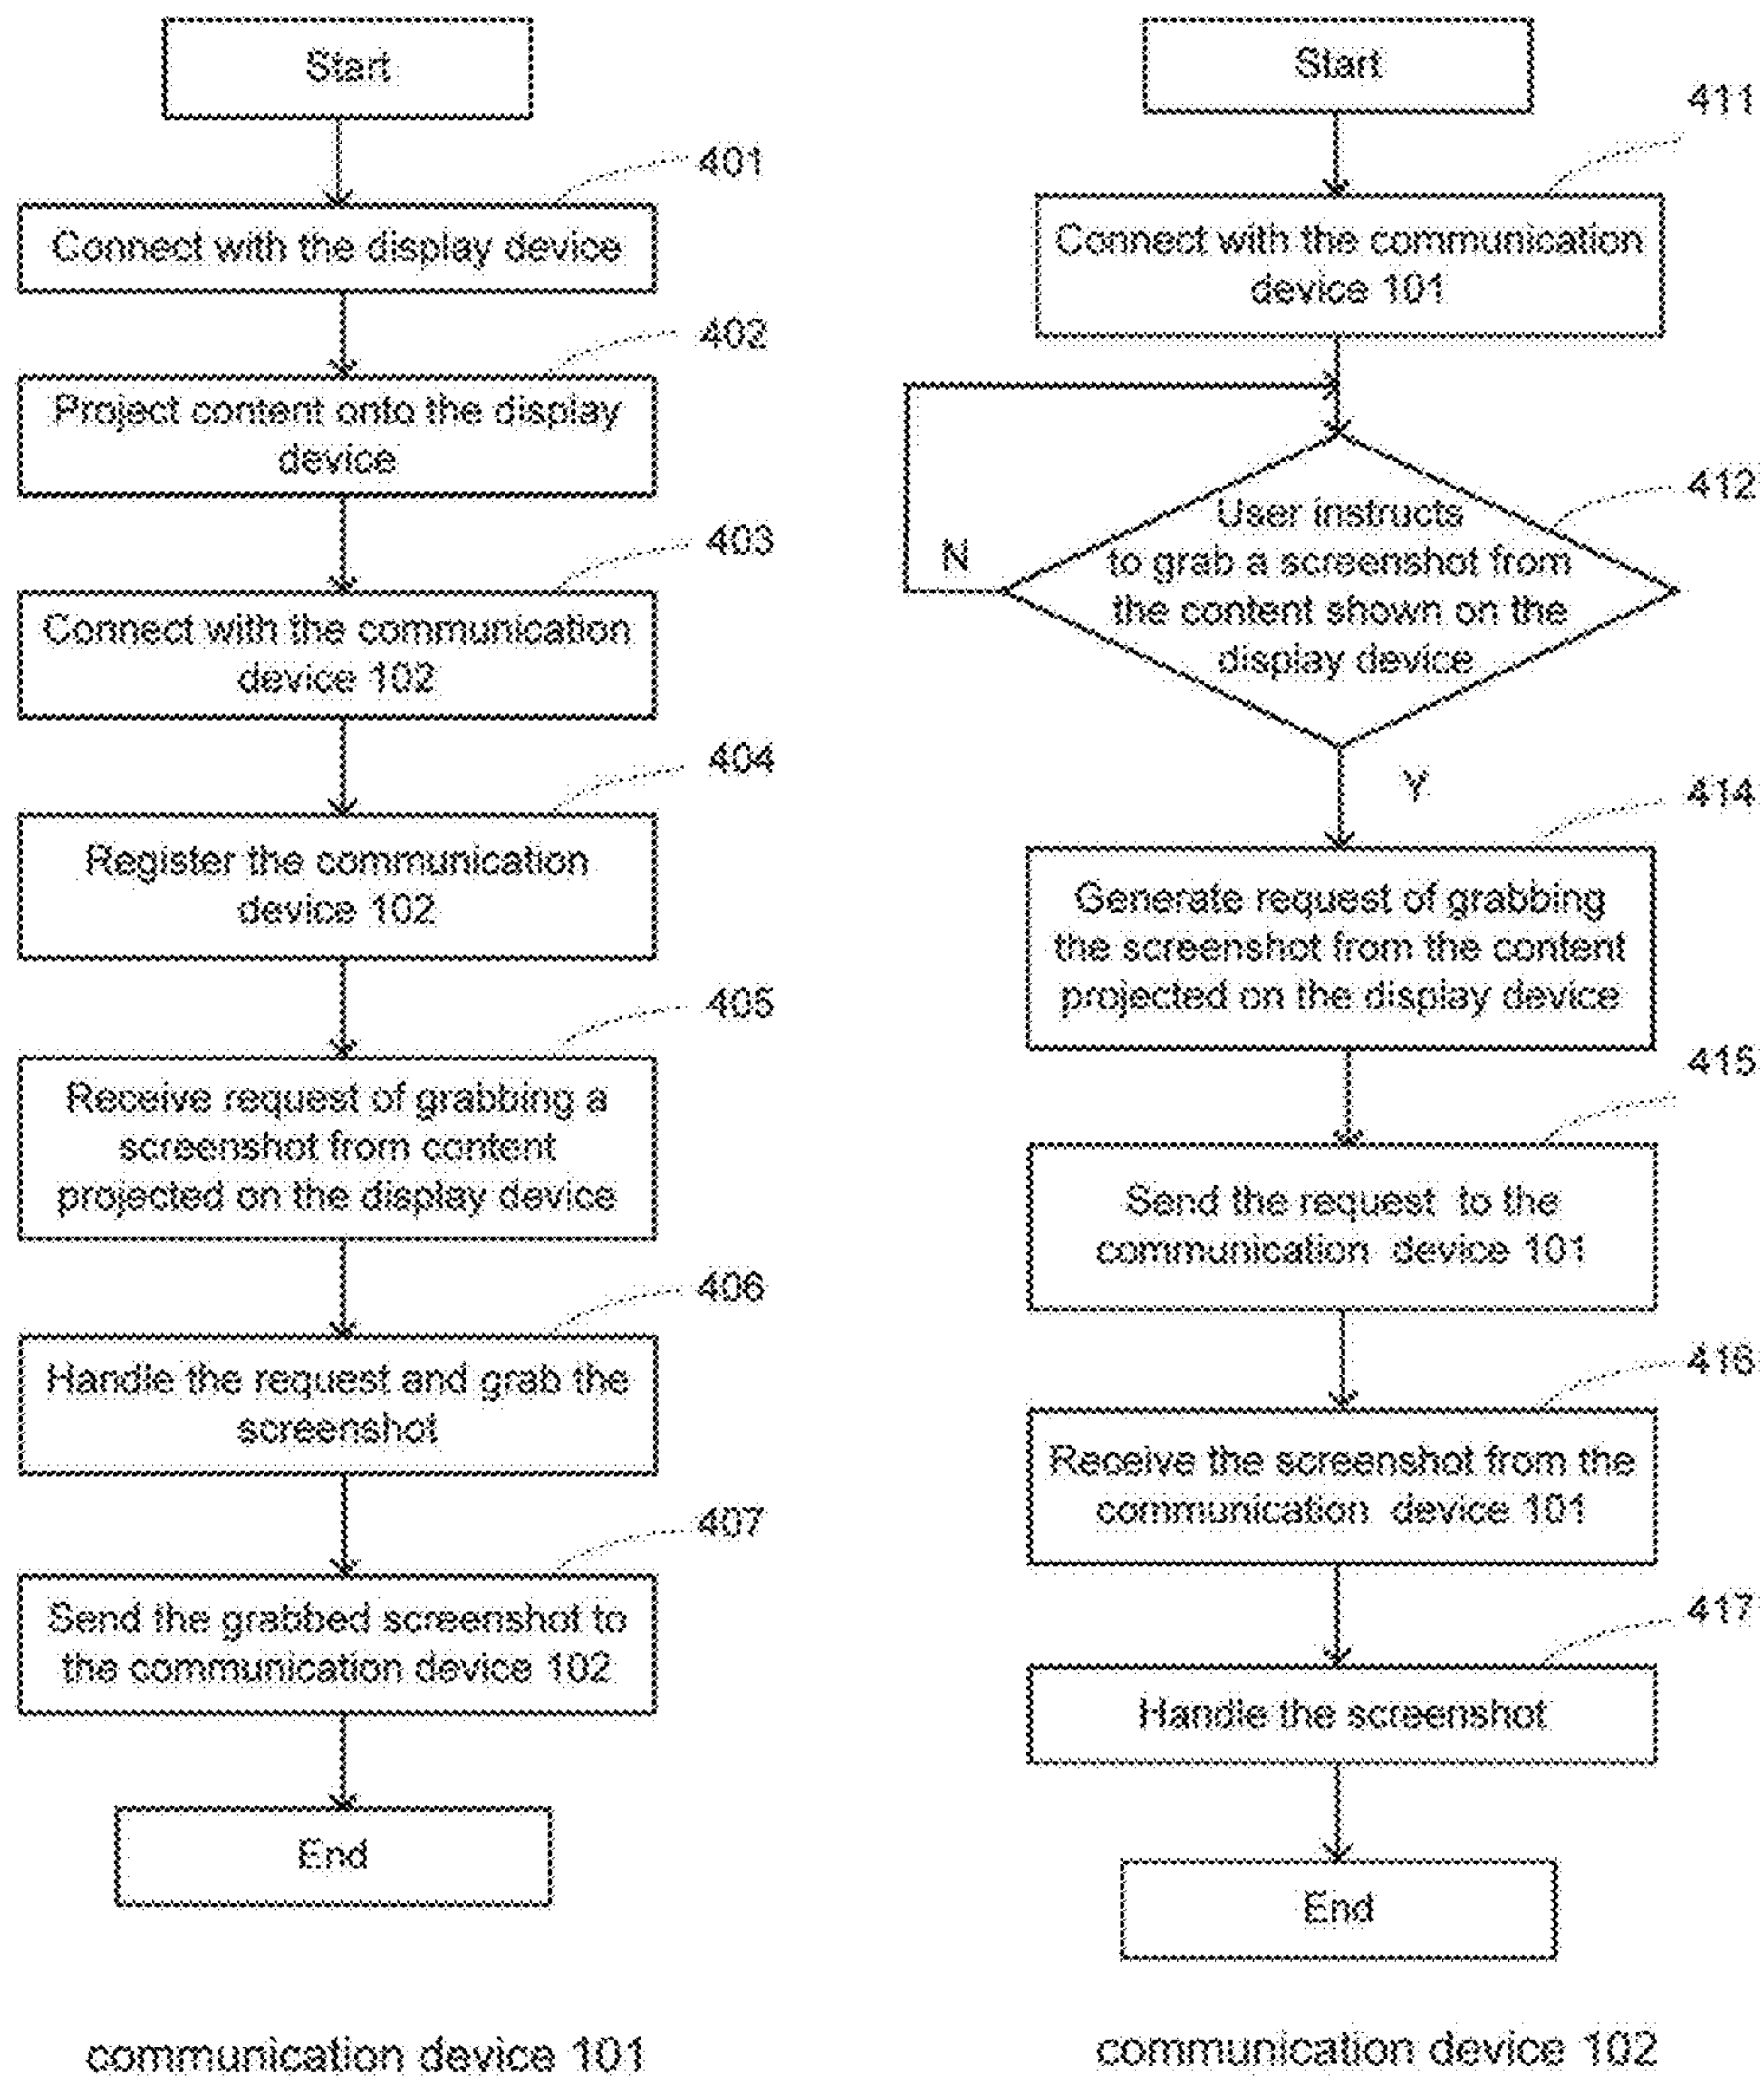 Start
401
Connect with the display device
402
Project content onto the display
device
403
Connect with the communication
device 102
404
Register the communication
device 102
405
Receive request of grabbing a
screenshot from content
projected on the display device
406
Handle the request and grab the
screenshot
407
Send the grabbed screenshot to
the communication device 102
End
communication device 101
Start
411
Connect with the communication
device 101
412
User instructs
to grab a screenshot from
the content shown on the
display device
N
Y
414
Generate request of grabbing
the screenshot from the content
projected on the display device
415
Send the request to the
communication device 101
416
Receive the screenshot from the
communication device 101
417
Handle the screenshot
End
communication device 102